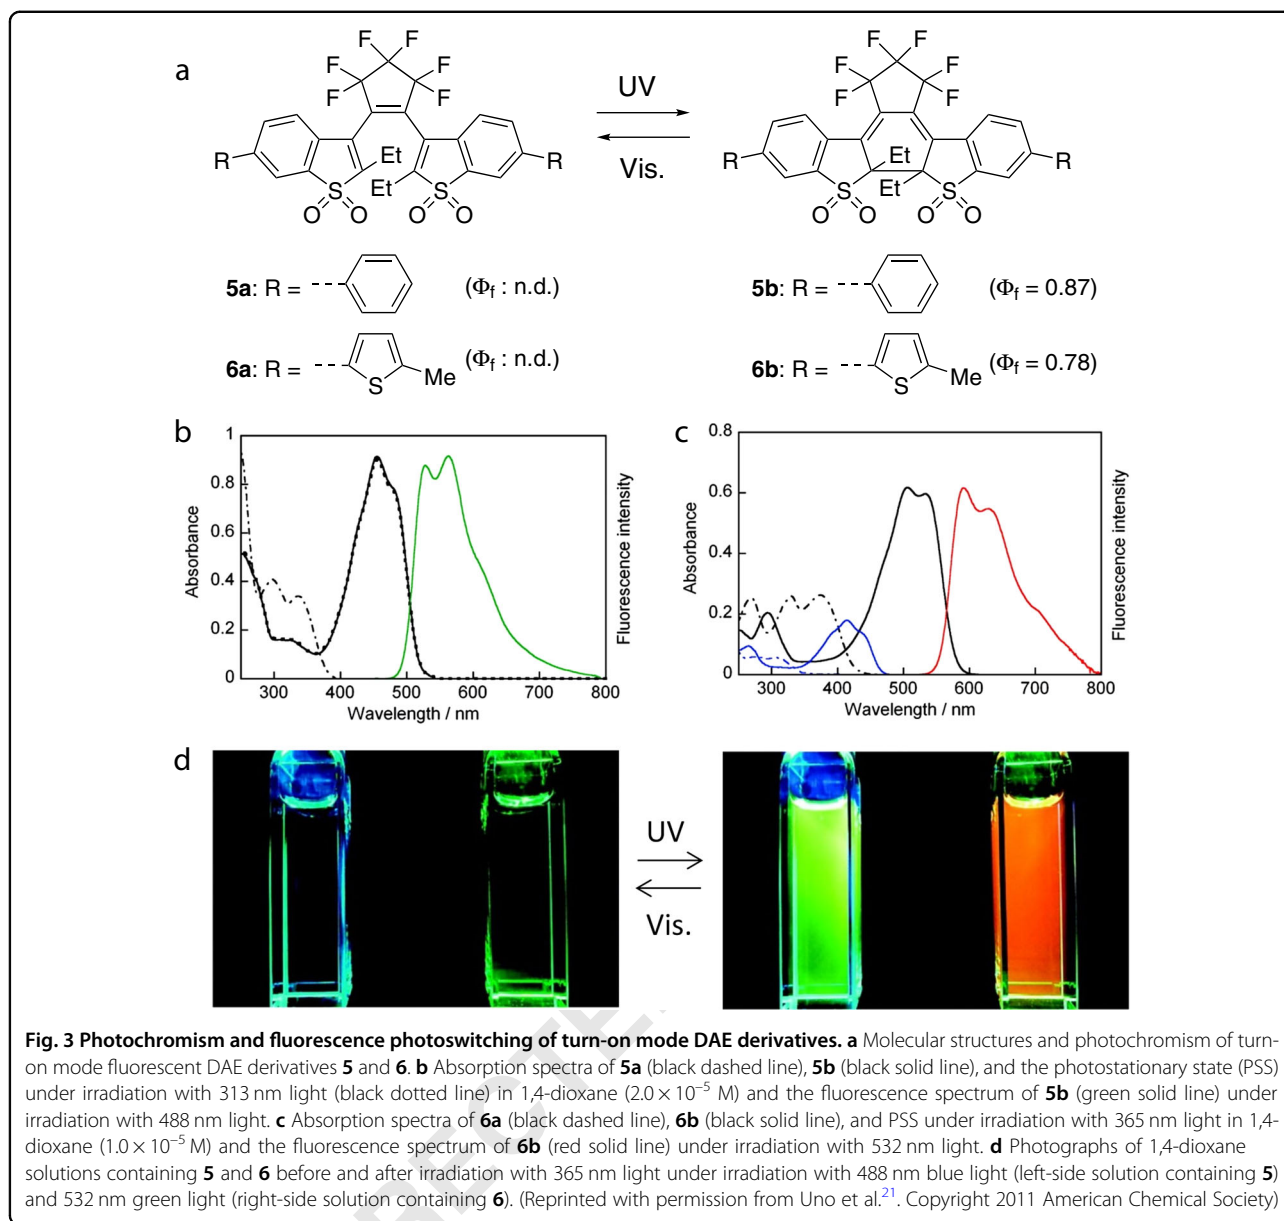 a
F F F F F F
R Et Et S S O O O O R
UV
Vis.
F F F F F F
R Et Et S S O O O O R
5a: R = (Φf : n.d.)
5b: R = (Φf = 0.87)
6a: R = S Me (Φf : n.d.)
6b: R = S Me (Φf = 0.78)
b
1
0.8
0.6
0.4
0.2
0
Absorbance
Fluorescence intensity
300 400 500 600 700 800
Wavelength / nm
c
0.8
0.6
0.4
0.2
0
Absorbance
Fluorescence intensity
300 400 500 600 700 800
Wavelength / nm
d
UV
Vis.
Fig. 3 Photochromism and fluorescence photoswitching of turn-on mode DAE derivatives. a Molecular structures and photochromism of turn-
on mode fluorescent DAE derivatives 5 and 6. b Absorption spectra of 5a (black dashed line), 5b (black solid line), and the photostationary state (PSS)
under irradiation with 313 nm light (black dotted line) in 1,4-dioxane (2.0 × 10⁻⁵ M) and the fluorescence spectrum of 5b (green solid line) under
irradiation with 488 nm light. c Absorption spectra of 6a (black dashed line), 6b (black solid line), and PSS under irradiation with 365 nm light in 1,4-
dioxane (1.0 × 10⁻⁵ M) and the fluorescence spectrum of 6b (red solid line) under irradiation with 532 nm light. d Photographs of 1,4-dioxane
solutions containing 5 and 6 before and after irradiation with 365 nm light under irradiation with 488 nm blue light (left-side solution containing 5)
and 532 nm green light (right-side solution containing 6). (Reprinted with permission from Uno et al.²¹. Copyright 2011 American Chemical Society)